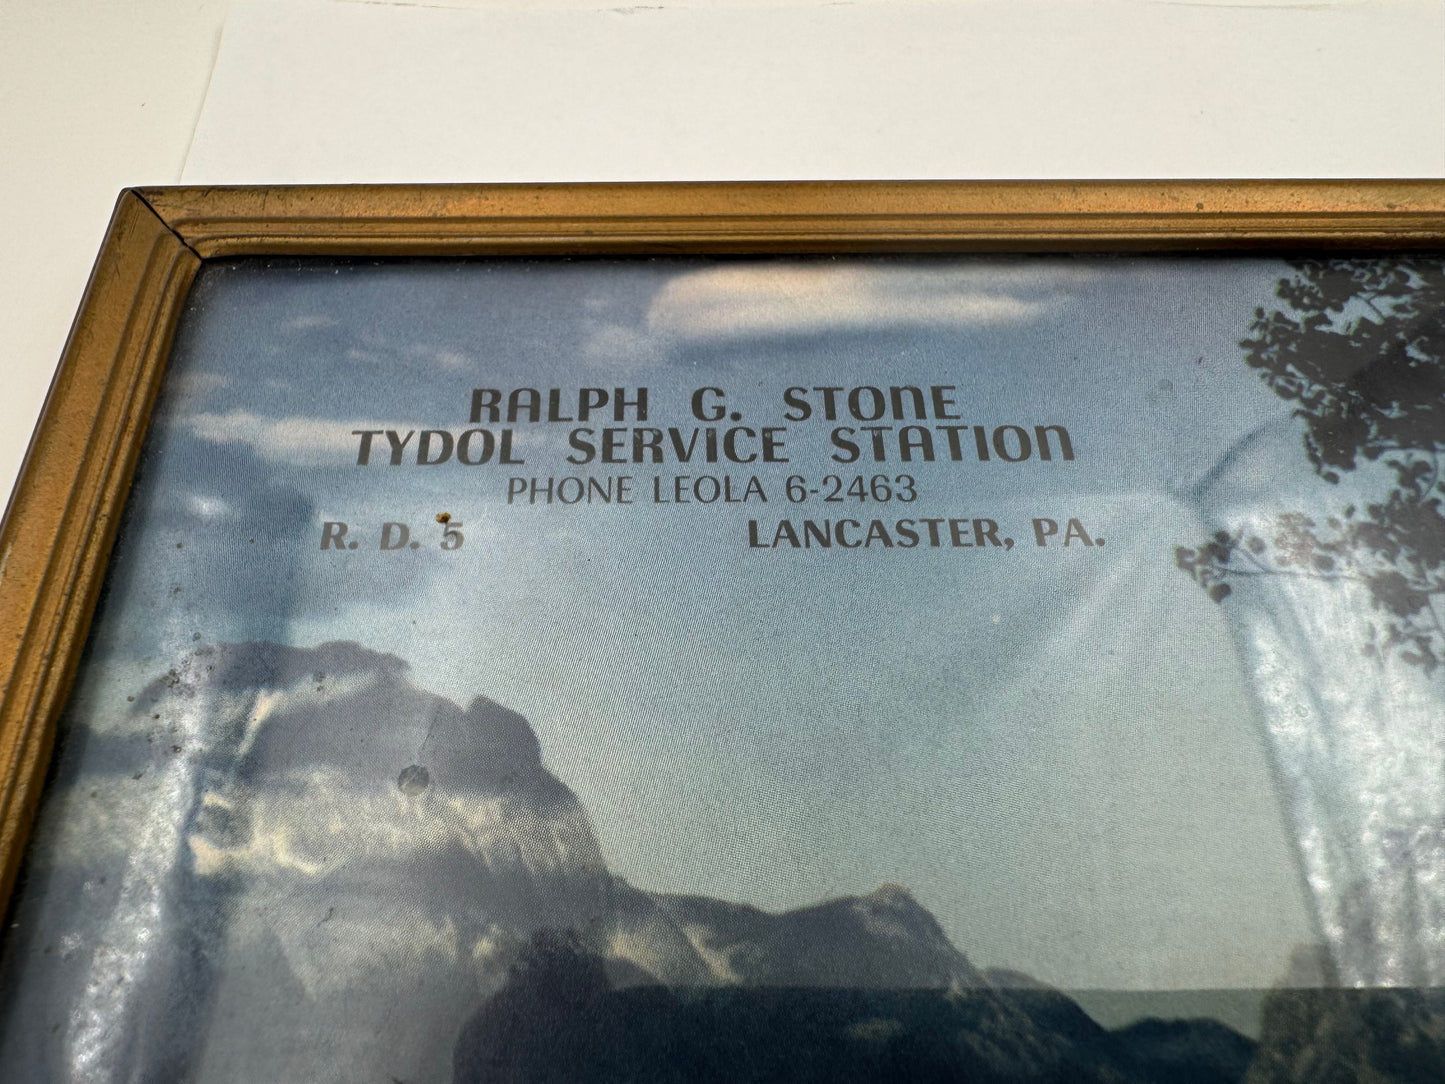 RALPH G. STONE
TYDOL SERVICE STATION
PHONE LEOLA 6-2463
R. D. 5 LANCASTER, PA.